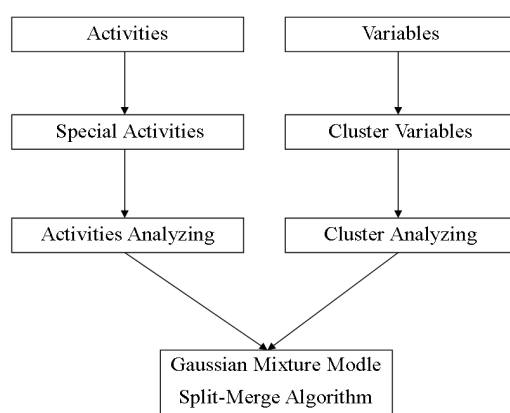 Activities
Variables
Special Activities
Cluster Variables
Activities Analyzing
Cluster Analyzing
Gaussian Mixture Modle
Split-Merge Algorithm